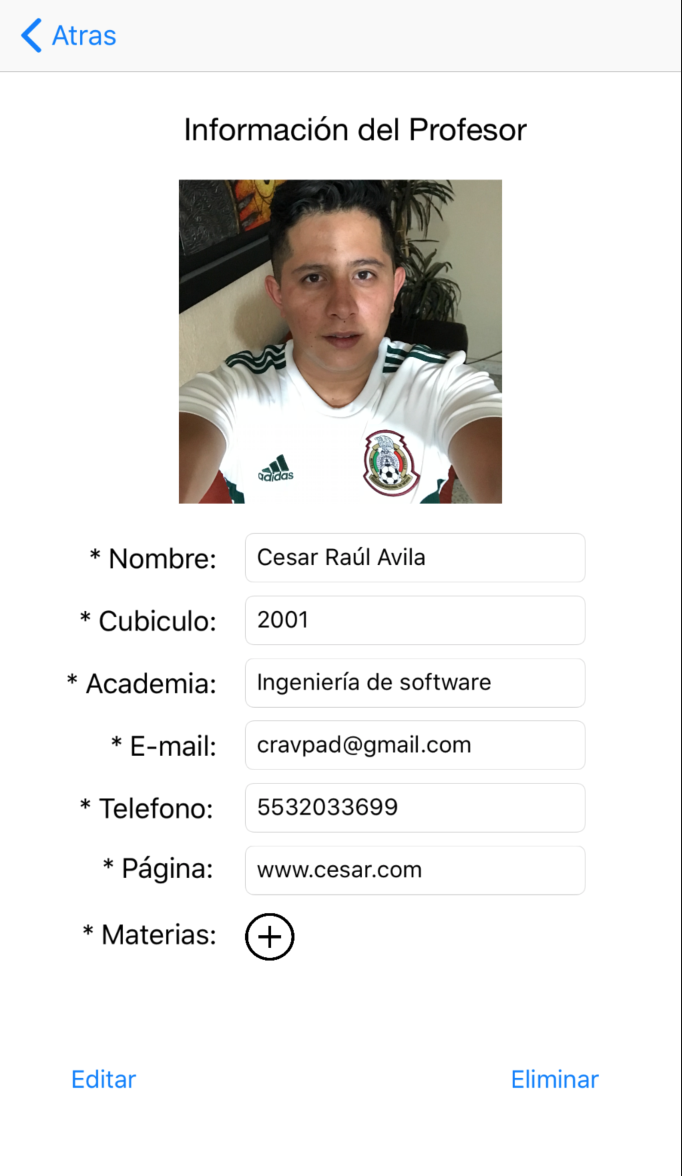 Atras
Información del Profesor
adidas
* Nombre: Cesar Raúl Avila
* Cubiculo: 2001
* Academia: Ingeniería de software
* E-mail: cravpad@gmail.com
* Telefono: 5532033699
* Página: www.cesar.com
* Materias:
Editar Eliminar